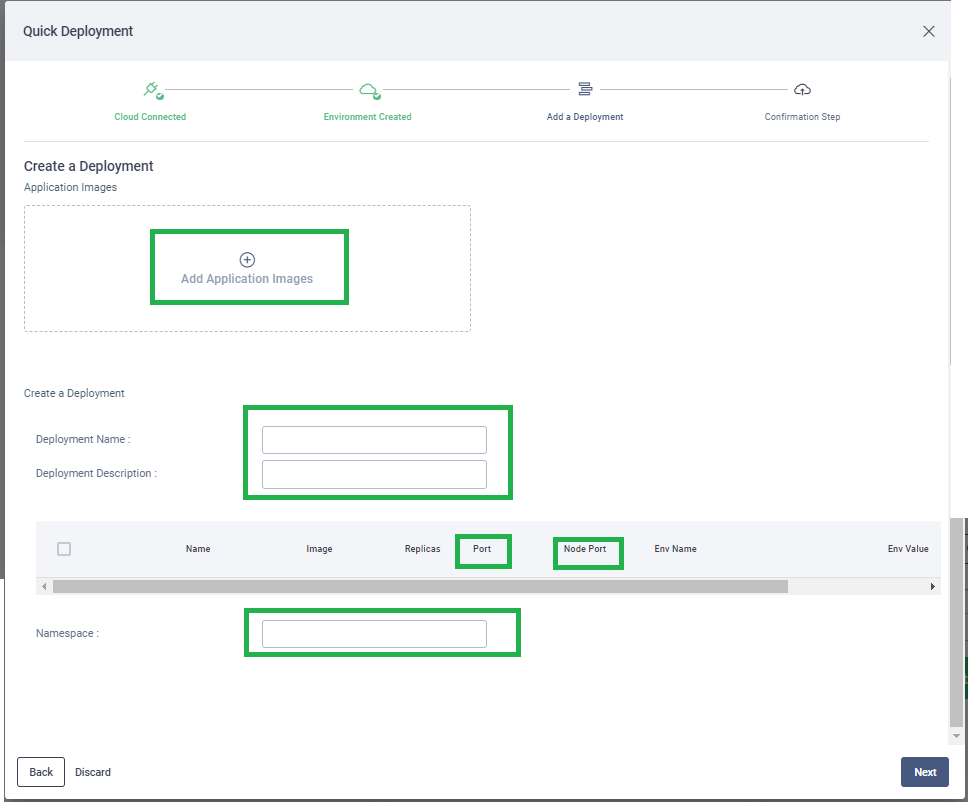 Quick Deployment
Cloud Connected
Environment Created
Add a Deployment
Confirmation Step
Create a Deployment
Application Images
Add Application Images
Create a Deployment
Deployment Name :
Deployment Description :
Name Image Replicas Port Node Port Env Name Env Value
Namespace :
Back Discard Next